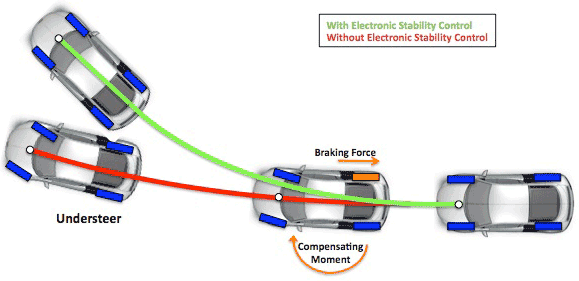 With Electronic Stability Control
Without Electronic Stability Control
Braking Force
Understeer
Compensating
Moment